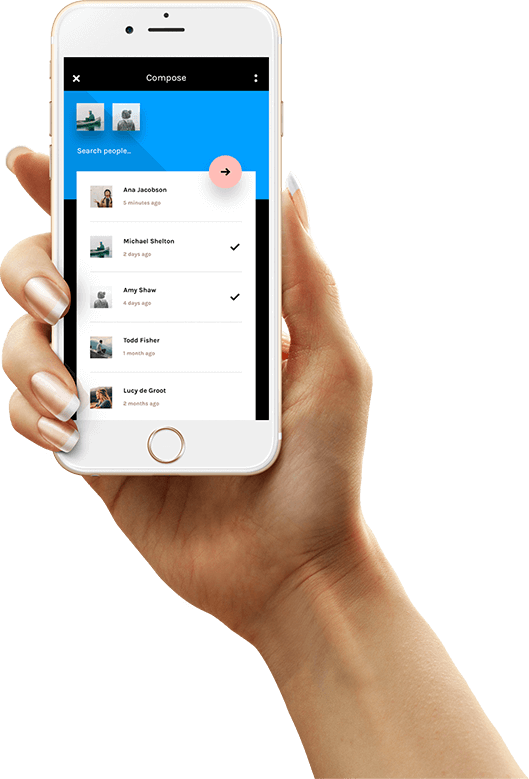 Compose
Search people...
Ana Jacobson
5 minutes ago
Michael Shelton
2 days ago
Amy Shaw
4 days ago
Todd Fisher
1 month ago
Lucy de Groot
2 months ago